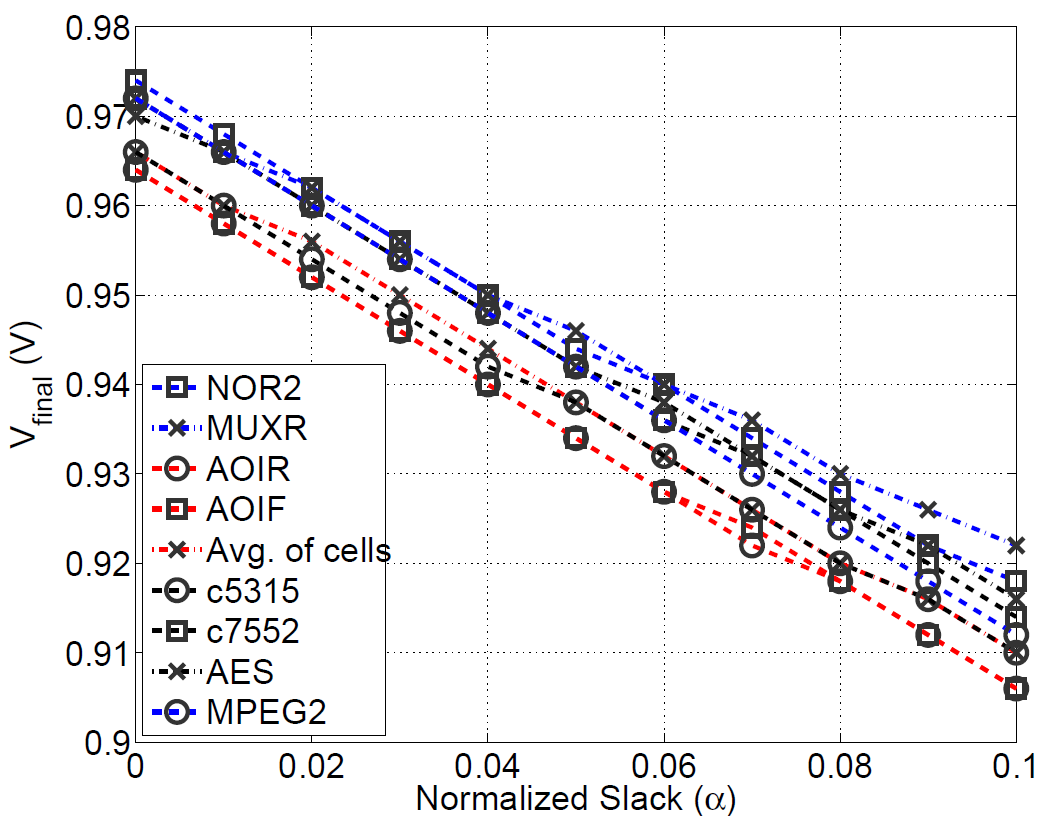 0.98
0.97
0.96
0.95
0.94
0.93
0.92
0.91
0.9
V_final (V)
NOR2
MUXR
AOIR
AOIF
Avg. of cells
c5315
c7552
AES
MPEG2
0 0.02 0.04 0.06 0.08 0.1
Normalized Slack (α)